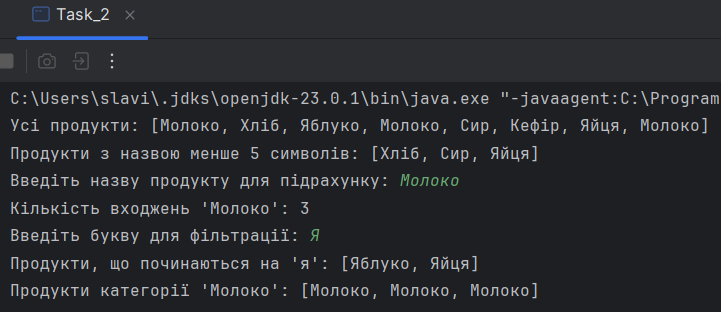 Task_2
C:\Users\slavi\.jdks\openjdk-23.0.1\bin\java.exe "-javaagent:C:\Program
Усі продукти: [Молоко, Хліб, Яблуко, Молоко, Сир, Кефір, Яйця, Молоко]
Продукти з назвою менше 5 символів: [Хліб, Сир, Яйця]
Введіть назву продукту для підрахунку: Молоко
Кількість входжень 'Молоко': 3
Введіть букву для фільтрації: Я
Продукти, що починаються на 'я': [Яблуко, Яйця]
Продукти категорії 'Молоко': [Молоко, Молоко, Молоко]